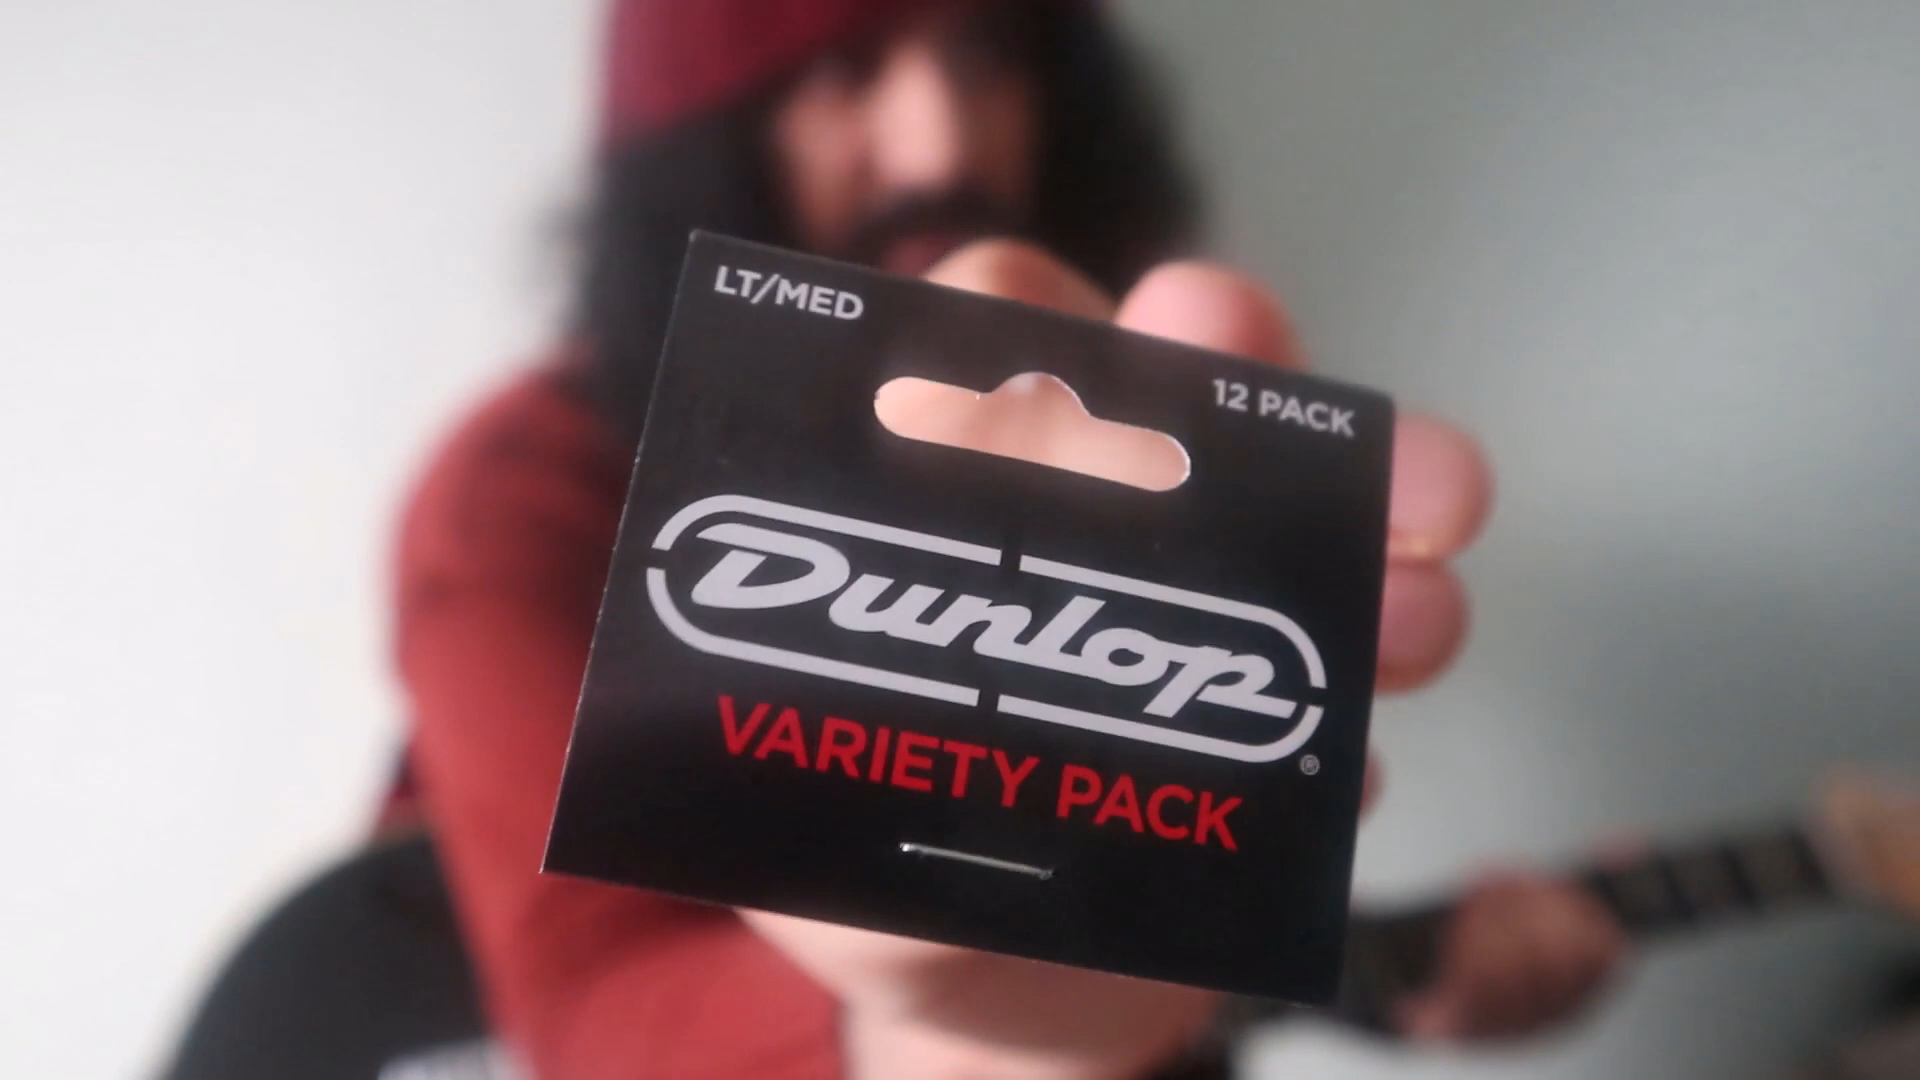 LT/MED
12 PACK
Dunlop®
VARIETY PACK